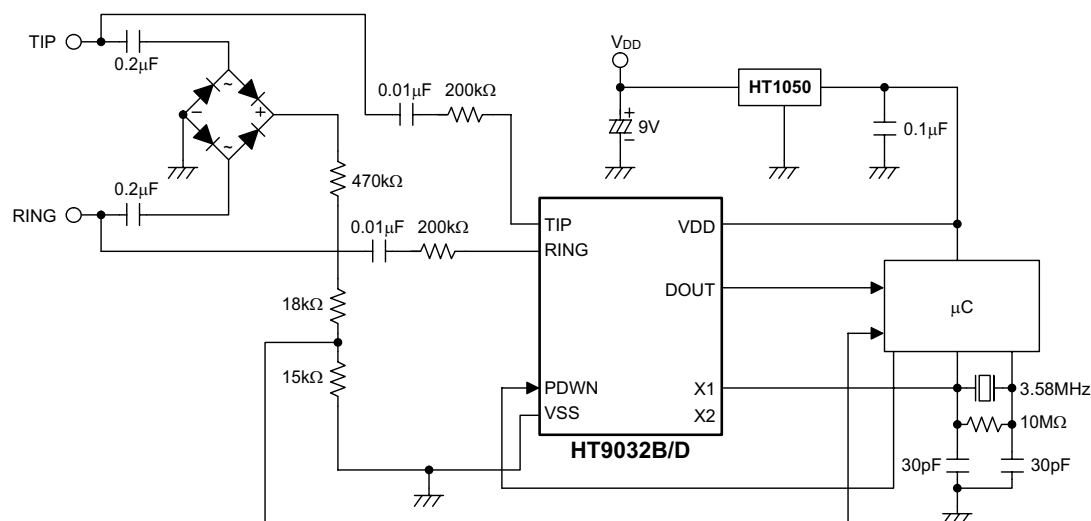 TIP
0.2μF
~
−
+
~
0.2μF
RING
0.01μF
200kΩ
470kΩ
0.01μF
200kΩ
18kΩ
15kΩ
VDD
+
−
9V
HT1050
0.1μF
TIP
RING
VDD
DOUT
PDWN
VSS
X1
X2
HT9032B/D
μC
3.58MHz
10MΩ
30pF
30pF